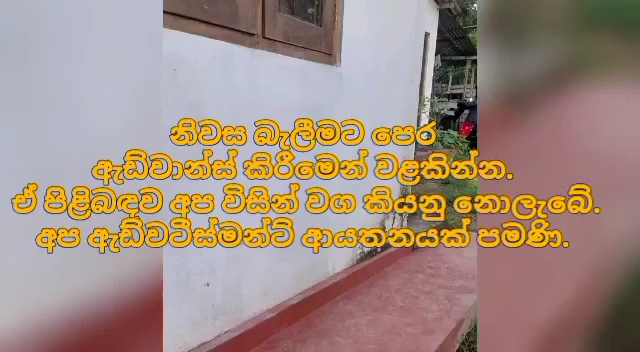 නිවස බැලීමට පෙර
ඇඩ්වාන්ස් කිරීමෙන් වළකින්න.
ඒ පිළිබඳව අප විසින් වග කියනු නොලැබේ.
අප ඇඩ්වටීස්මන්ට් ආයතනයක් පමණි.